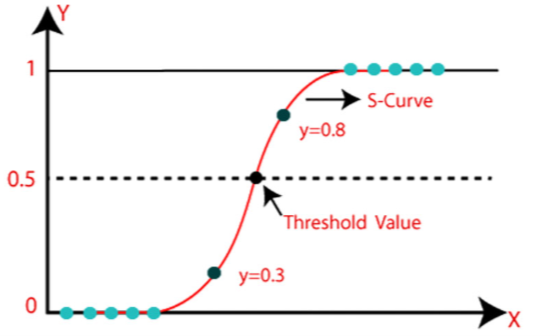 Y
1
S-Curve
y=0.8
0.5
Threshold Value
y=0.3
0
X